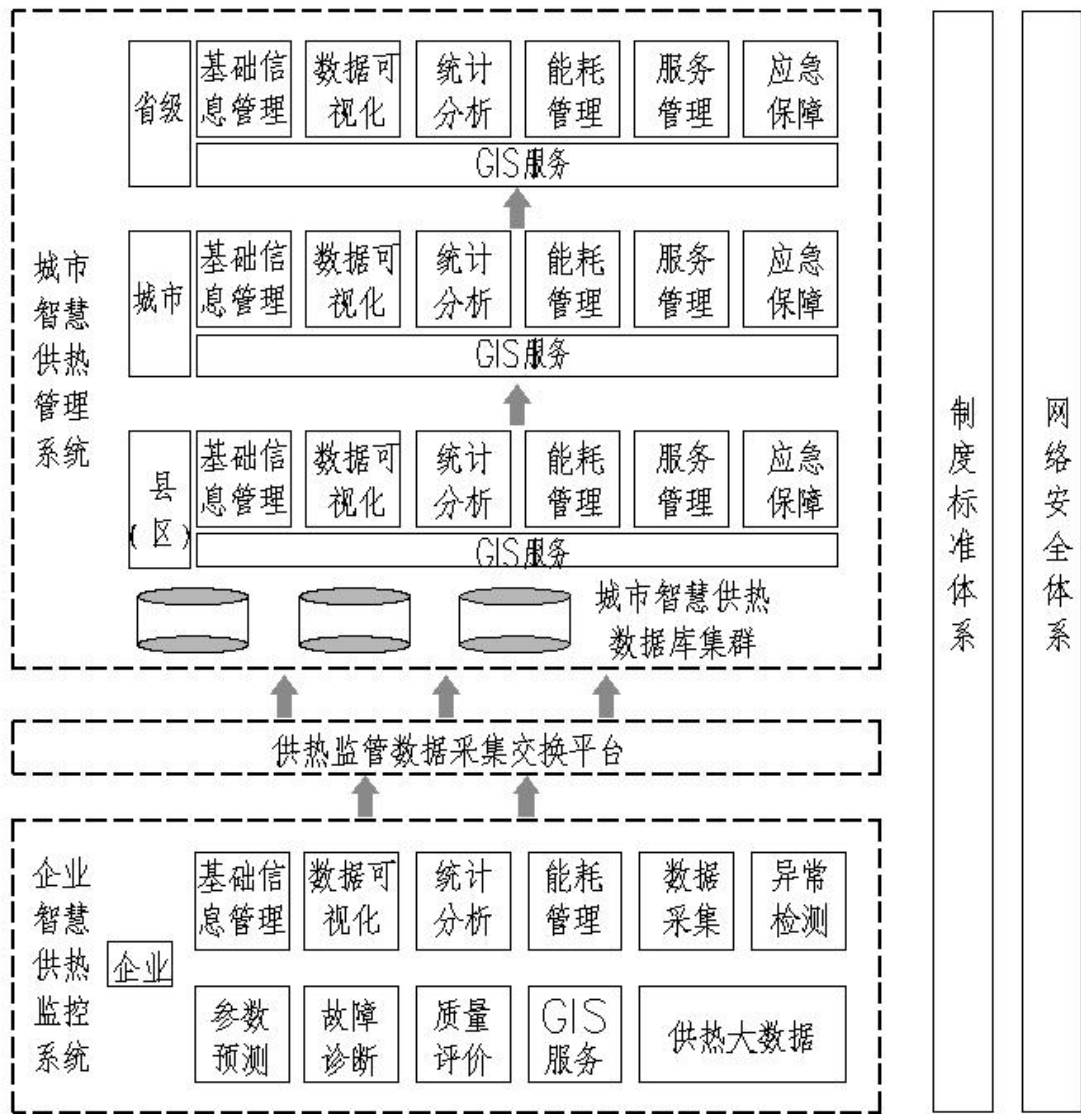 省级
基础信
息管理
数据可
视化
统计
分析
能耗
管理
服务
管理
应急
保障
GIS服务
城市
智慧
供热
管理
系统
城市
基础信
息管理
数据可
视化
统计
分析
能耗
管理
服务
管理
应急
保障
GIS服务
县
(区)
基础信
息管理
数据可
视化
统计
分析
能耗
管理
服务
管理
应急
保障
GIS服务
城市智慧供热
数据库集群
供热监管数据采集交换平台
企业
智慧
供热
监控
系统
企业
基础信
息管理
数据可
视化
统计
分析
能耗
管理
数据
采集
异常
检测
参数
预测
故障
诊断
质量
评价
GIS
服务
供热大数据
制度标准体系
网络安全体系